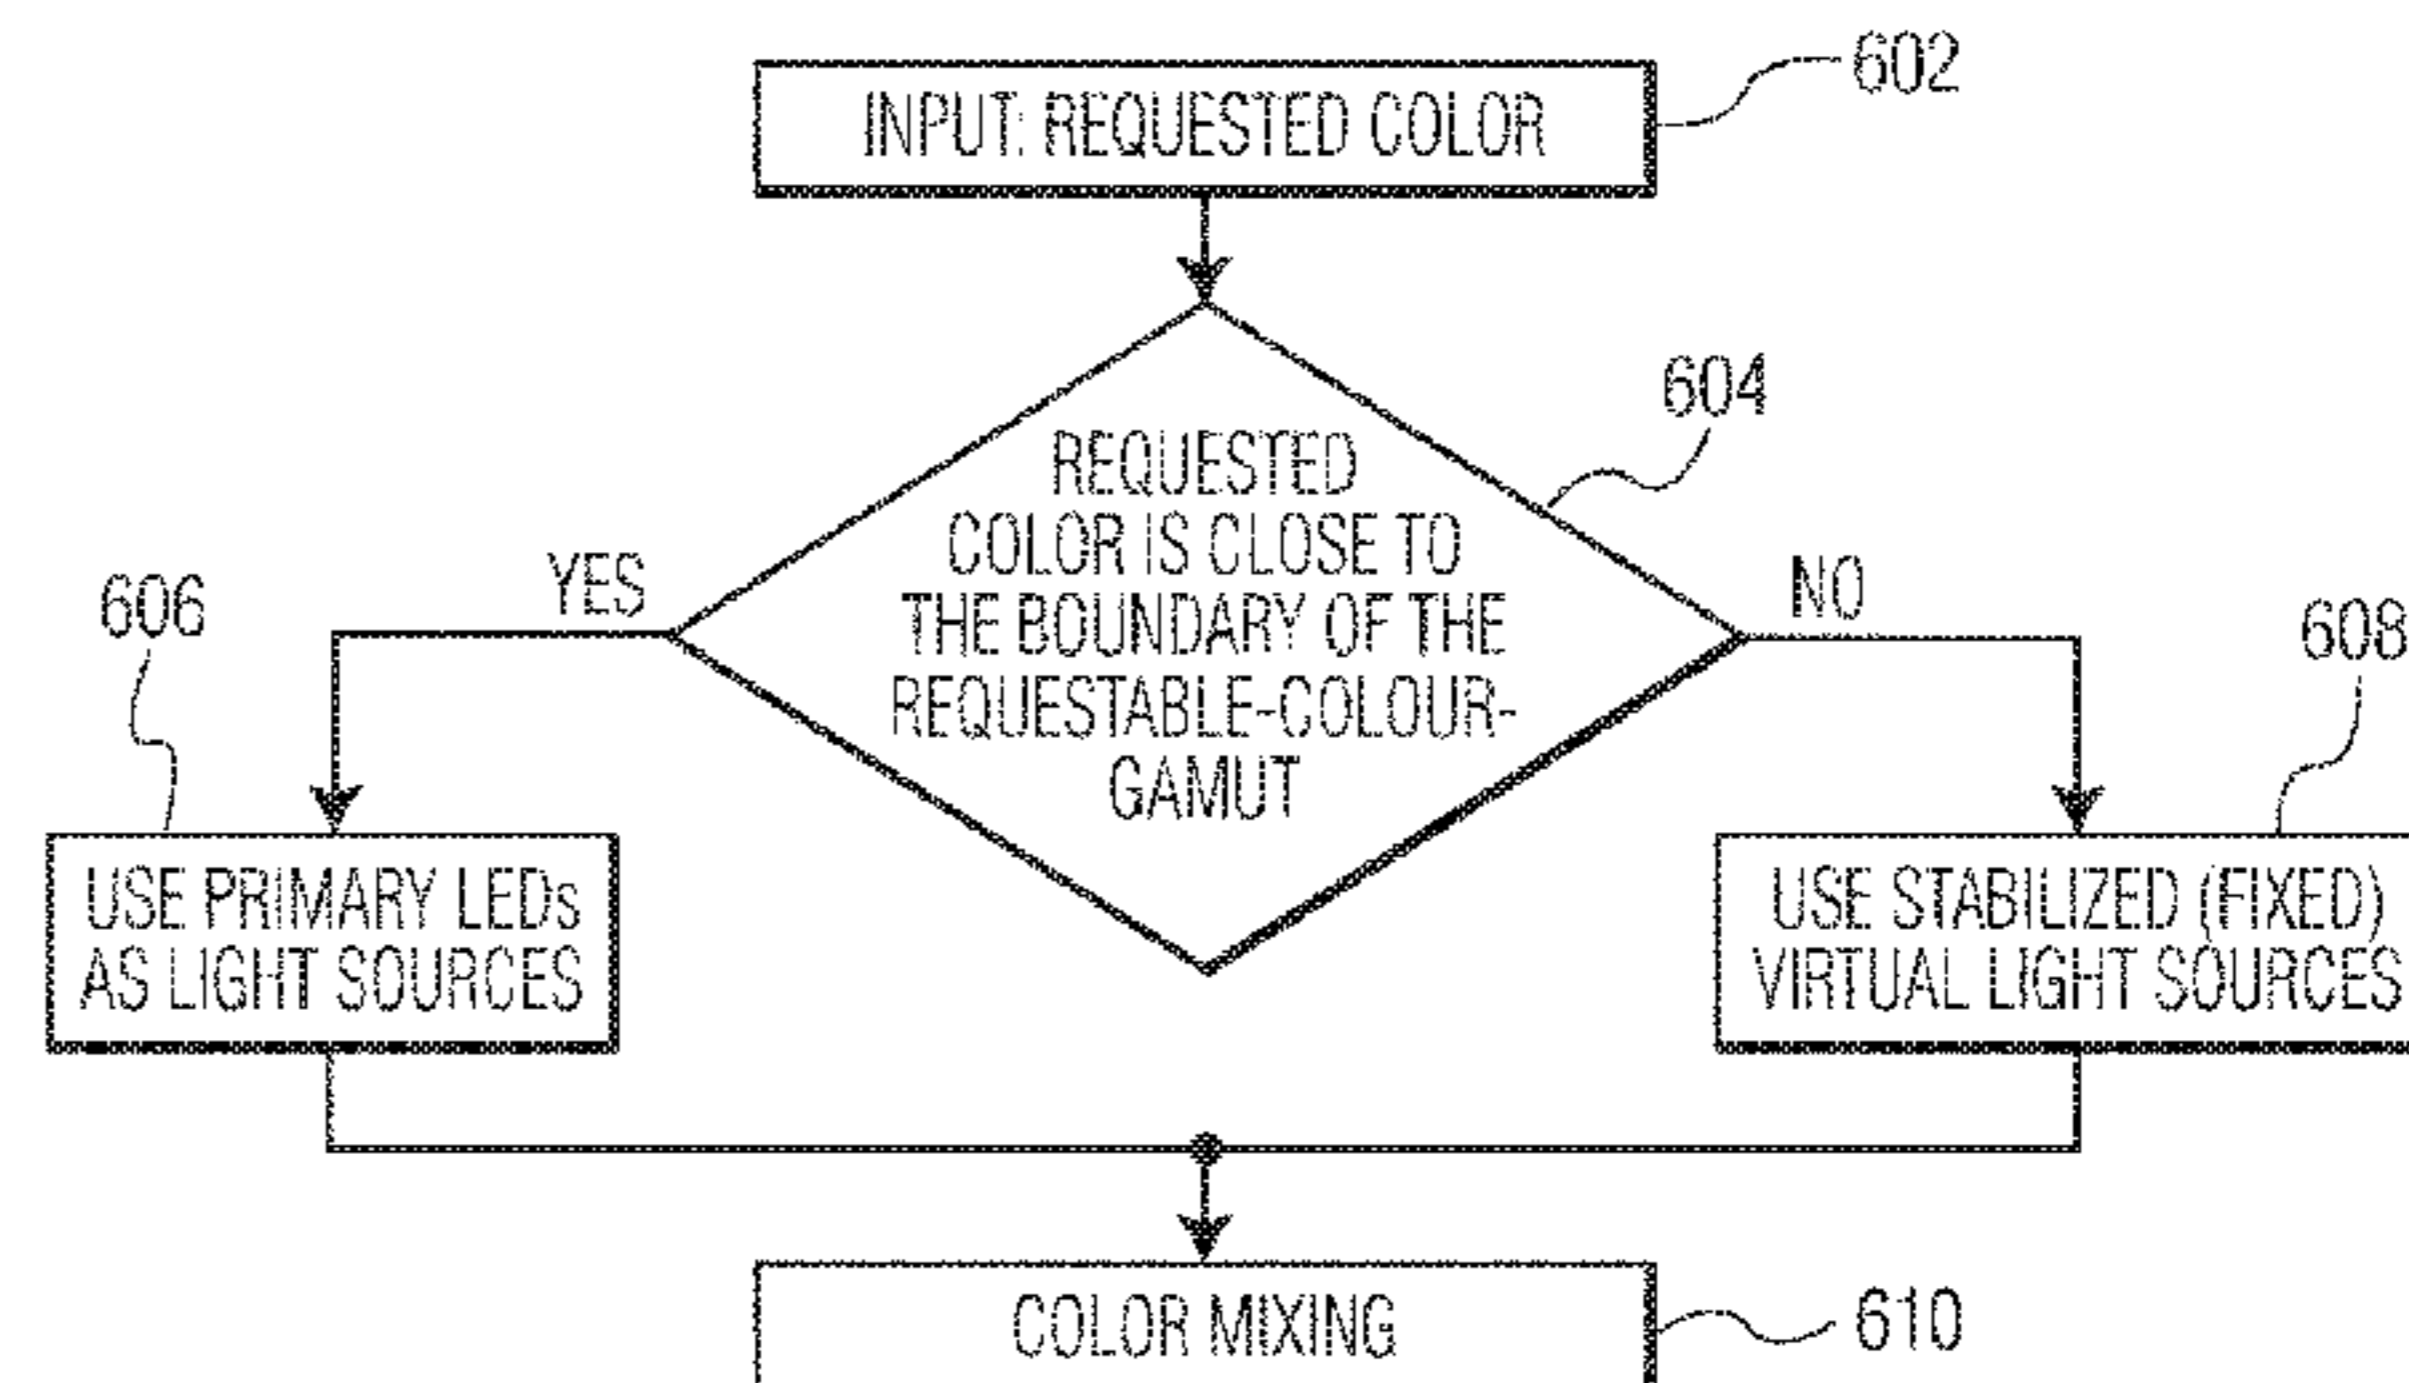 602
INPUT: REQUESTED COLOR
604
REQUESTED
COLOR IS CLOSE TO
THE BOUNDARY OF THE
REQUESTABLE-COLOUR-
GAMUT
YES
NO
606
608
USE PRIMARY LEDs
AS LIGHT SOURCES
USE STABILIZED (FIXED)
VIRTUAL LIGHT SOURCES
COLOR MIXING
610